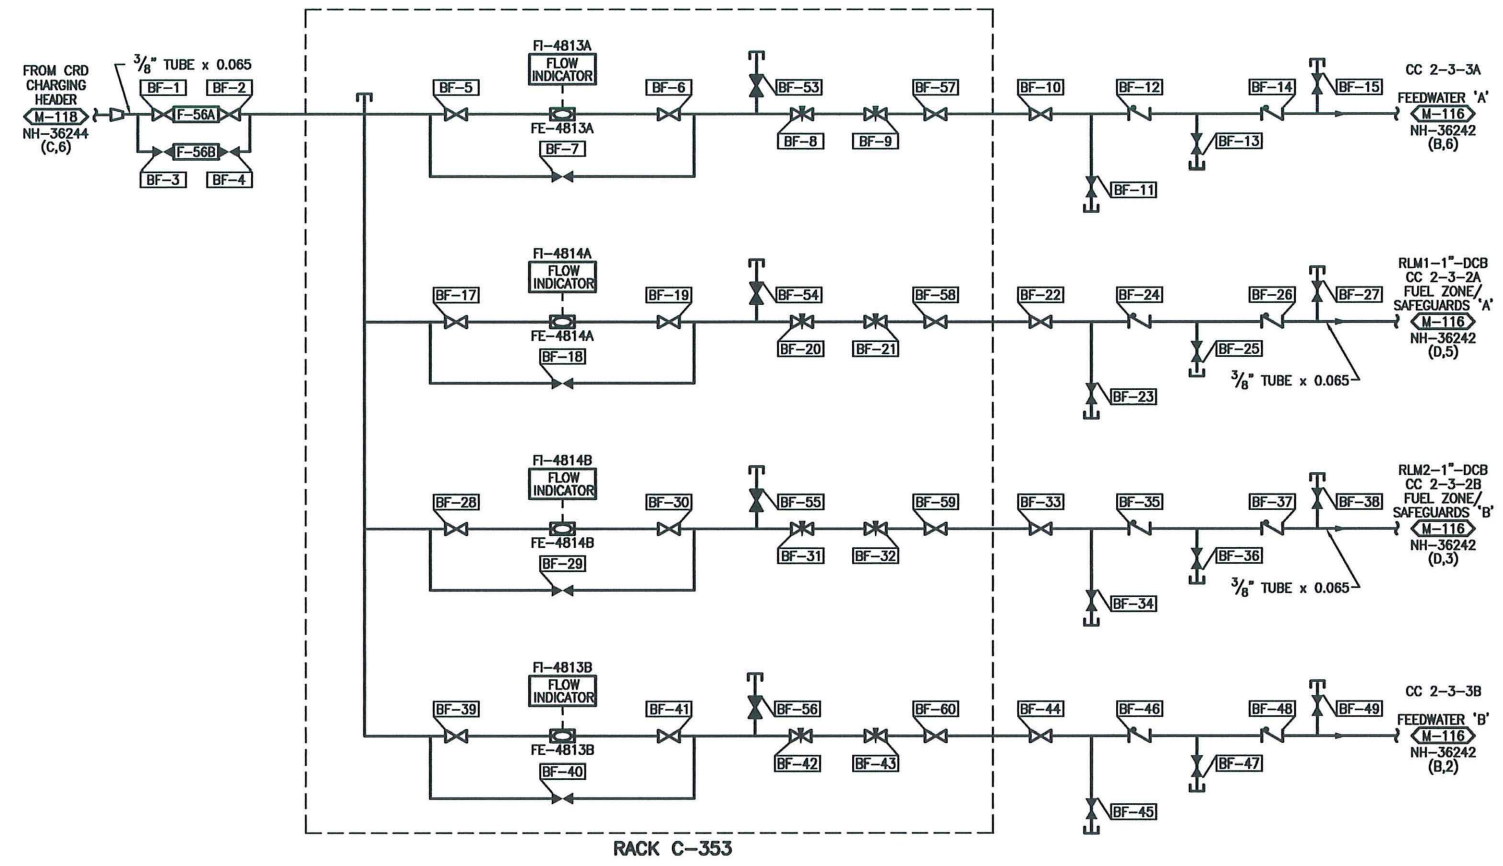 FROM CRD
CHARGING
HEADER
M-118
NH-36244
(C,6)
3/8" TUBE x 0.065
BF-1
BF-2
F-56A
F-56B
BF-3
BF-4
FI-4813A
FLOW
INDICATOR
BF-5
BF-6
FE-4813A
BF-7
BF-53
BF-57
BF-8
BF-9
BF-10
BF-12
BF-14
BF-15
BF-13
BF-11
CC 2-3-3A
FEEDWATER 'A'
M-116
NH-36242
(B,6)
FI-4814A
FLOW
INDICATOR
BF-17
BF-19
FE-4814A
BF-18
BF-54
BF-58
BF-20
BF-21
BF-22
BF-24
BF-26
BF-27
BF-25
BF-23
3/8" TUBE x 0.065
RLM1-1"-DCB
CC 2-3-2A
FUEL ZONE/
SAFEGUARDS 'A'
M-116
NH-36242
(D,5)
FI-4814B
FLOW
INDICATOR
BF-28
BF-30
FE-4814B
BF-29
BF-55
BF-59
BF-31
BF-32
BF-33
BF-35
BF-37
BF-38
BF-36
BF-34
3/8" TUBE x 0.065
RLM2-1"-DCB
CC 2-3-2B
FUEL ZONE/
SAFEGUARDS 'B'
M-116
NH-36242
(D,3)
FI-4813B
FLOW
INDICATOR
BF-39
BF-41
FE-4813B
BF-40
BF-56
BF-60
BF-42
BF-43
BF-44
BF-46
BF-48
BF-49
BF-47
BF-45
CC 2-3-3B
FEEDWATER 'B'
M-116
NH-36242
(B,2)
RACK C-353